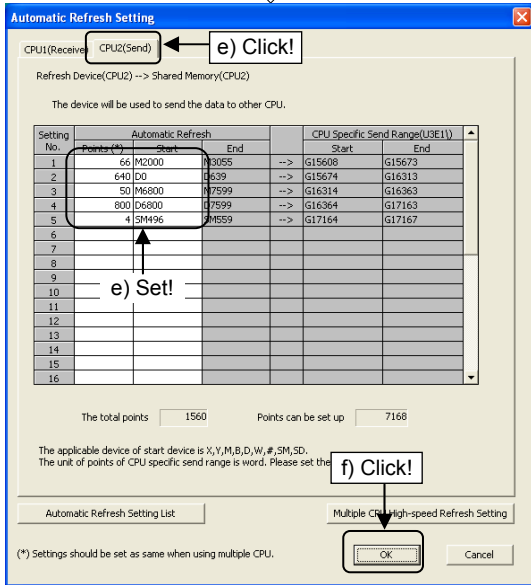 Automatic Refresh Setting
CPU1(Receive) CPU2(Send) e) Click!
Refresh Device(CPU2) --> Shared Memory(CPU2)
The device will be used to send the data to other CPU.
Setting No. Automatic Refresh CPU Specific Send Range(U3E1\)
Points (*) Start End Start End
1 66 M2000 M3055 --> G15608 G15673
2 640 D0 D639 --> G15674 G16313
3 50 M6800 M7599 --> G16314 G16363
4 800 D6800 D7599 --> G16364 G17163
5 4 SM496 SM559 --> G17164 G17167
6
7
8
9
10
e) Set!
11
12
13
14
15
16
The total points 1560 Points can be set up 7168
The applicable device of start device is X,Y,M,B,D,W,#,SM,SD.
The unit of points of CPU specific send range is word. Please set the
f) Click!
Automatic Refresh Setting List Multiple CPU High-speed Refresh Setting
(*) Settings should be set as same when using multiple CPU. OK Cancel